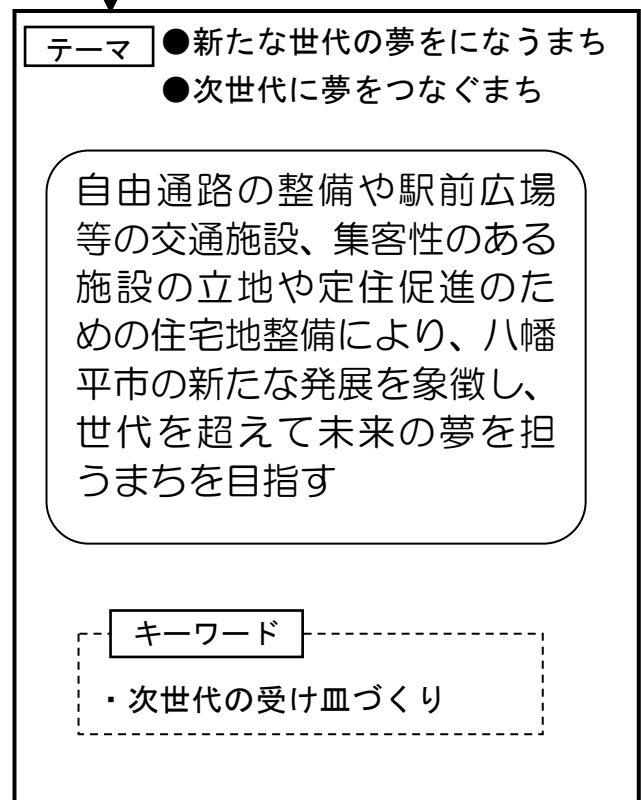 テーマ ●新たな世代の夢をになうまち
●次世代に夢をつなぐまち
自由通路の整備や駅前広場
等の交通施設、集客性のある
施設の立地や定住促進のた
めの住宅地整備により、八幡
平市の新たな発展を象徴し、
世代を超えて未来の夢を担
うまちを目指す
キーワード
・次世代の受け皿づくり